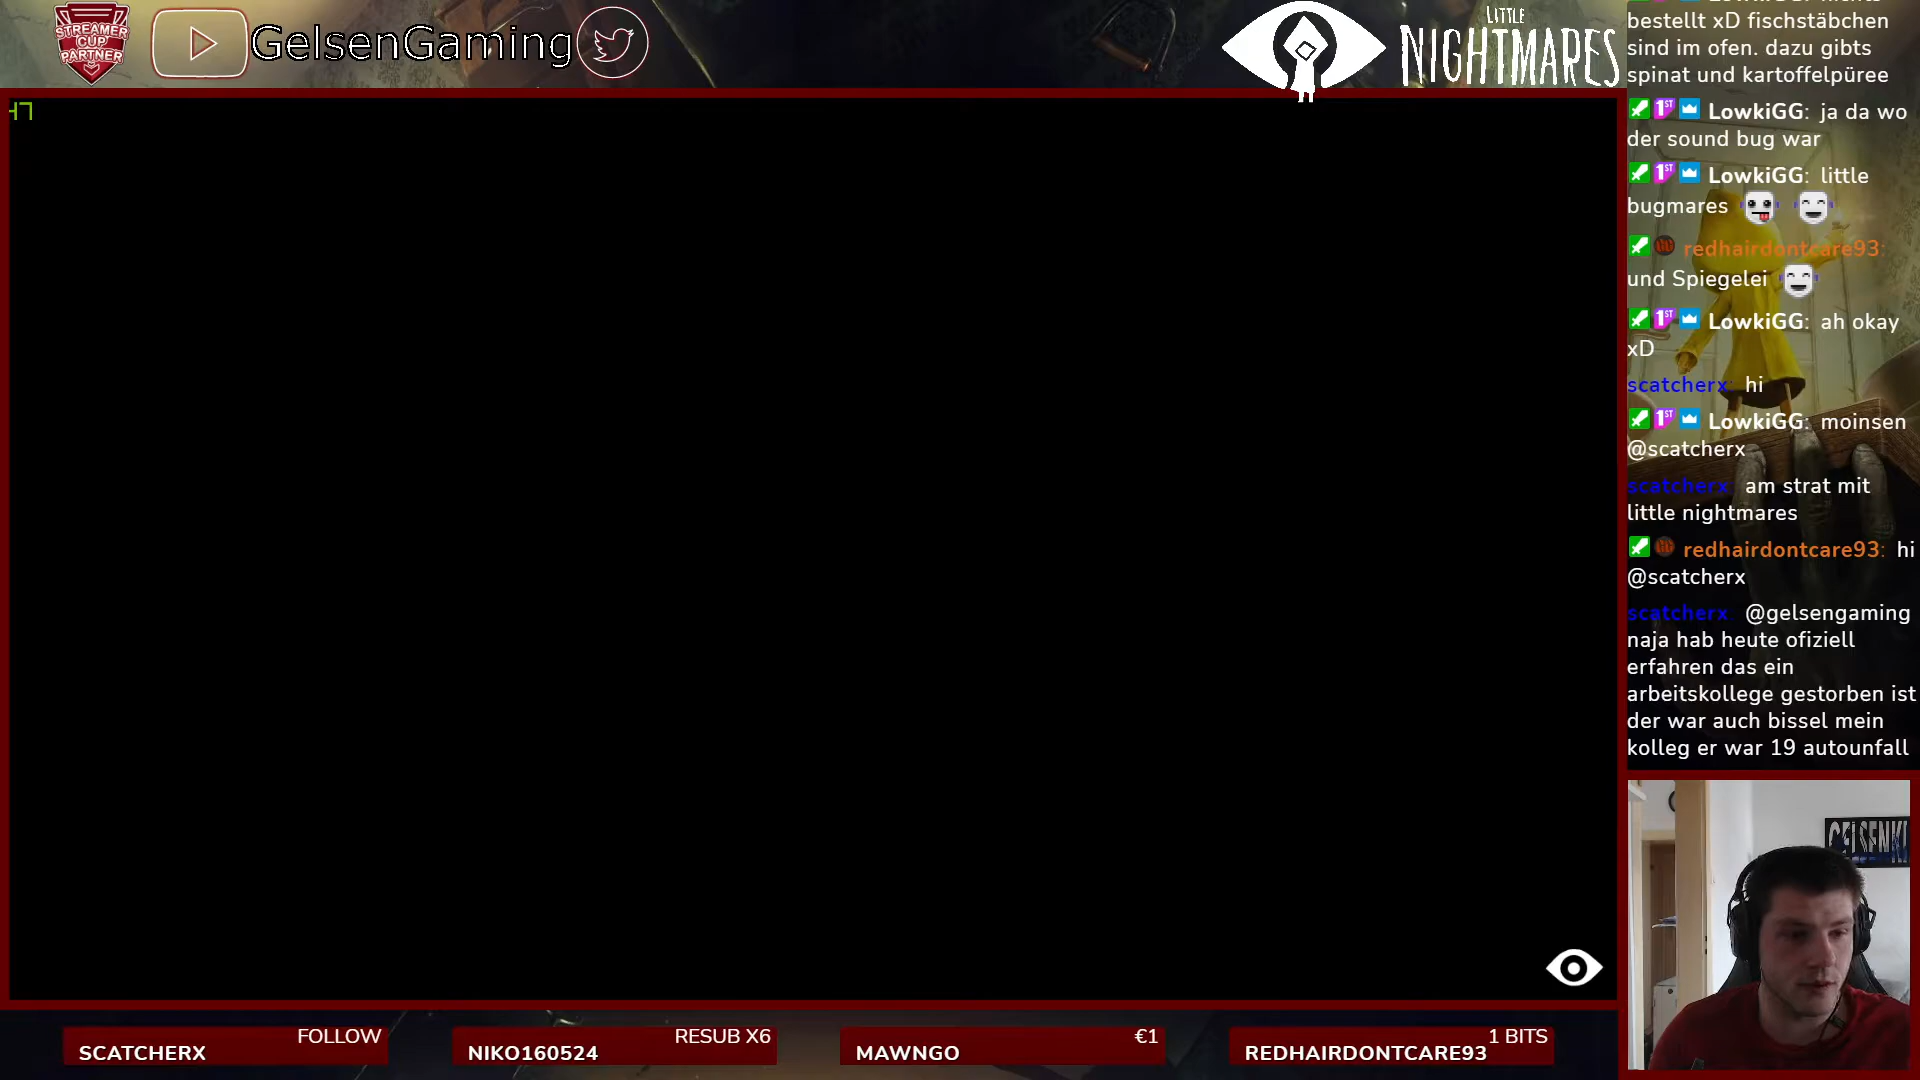 STREAMER
CUP
PARTNER
GelsenGaming
LITTLE
NIGHTMARES
47
bestellt xD fischstäbchen
sind im ofen. dazu gibts
spinat und kartoffelpüree
LowkiGG: ja da wo
der sound bug war
LowkiGG: little
bugmares
redhairdontcare93:
und Spiegelei
LowkiGG: ah okay
xD
scatcherx: hi
LowkiGG: moinsen
@scatcherx
scatcherx: am strat mit
little nightmares
redhairdontcare93: hi
@scatcherx
scatcherx: @gelsengaming
naja hab heute ofiziell
erfahren das ein
arbeitskollege gestorben ist
der war auch bissel mein
kolleg er war 19 autounfall
GELSENKI
FOLLOW
SCATCHERX
RESUB X6
NIKO160524
€1
MAWNGO
1 BITS
REDHAIRDONTCARE93